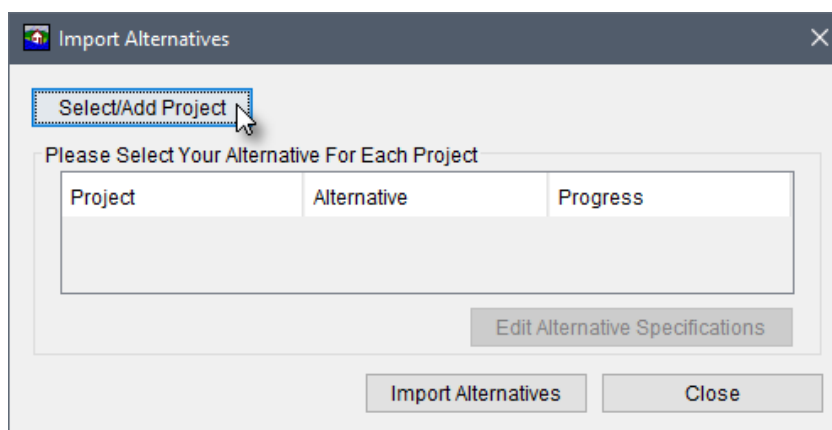 Import Alternatives
Select/Add Project
Please Select Your Alternative For Each Project
Project Alternative Progress
Edit Alternative Specifications
Import Alternatives Close